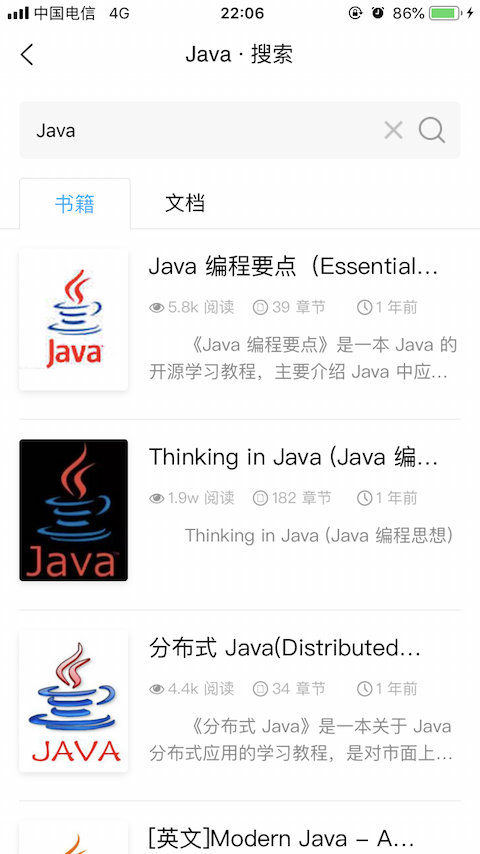 中国电信 4G 22:06 86%
Java · 搜索
Java
书籍 文档
Java 编程要点（Essential...
5.8k 阅读 39 章节 1 年前
《Java 编程要点》是一本 Java 的
开源学习教程，主要介绍 Java 中应...
Java
Thinking in Java (Java 编...
1.9w 阅读 182 章节 1 年前
Thinking in Java (Java 编程思想)
Java™
分布式 Java(Distributed...
4.4k 阅读 34 章节 1 年前
《分布式 Java》是一本关于 Java
分布式应用的学习教程，是对市面上...
JAVA
[英文]Modern Java – A...